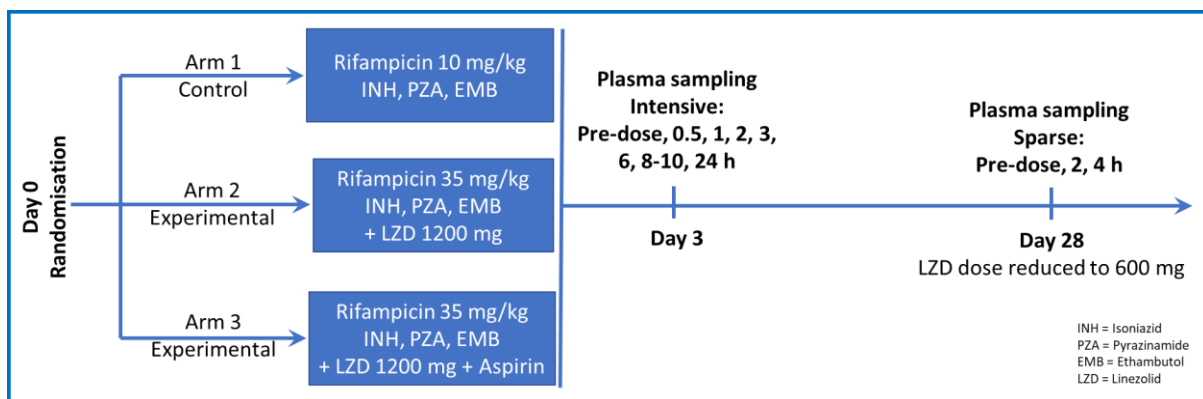 Day 0
Randomisation
Arm 1
Control
Rifampicin 10 mg/kg
INH, PZA, EMB
Arm 2
Experimental
Rifampicin 35 mg/kg
INH, PZA, EMB
+ LZD 1200 mg
Arm 3
Experimental
Rifampicin 35 mg/kg
INH, PZA, EMB
+ LZD 1200 mg + Aspirin
Plasma sampling
Intensive:
Pre-dose, 0.5, 1, 2, 3,
6, 8-10, 24 h
Day 3
Plasma sampling
Sparse:
Pre-dose, 2, 4 h
Day 28
LZD dose reduced to 600 mg
INH = Isoniazid
PZA = Pyrazinamide
EMB = Ethambutol
LZD = Linezolid